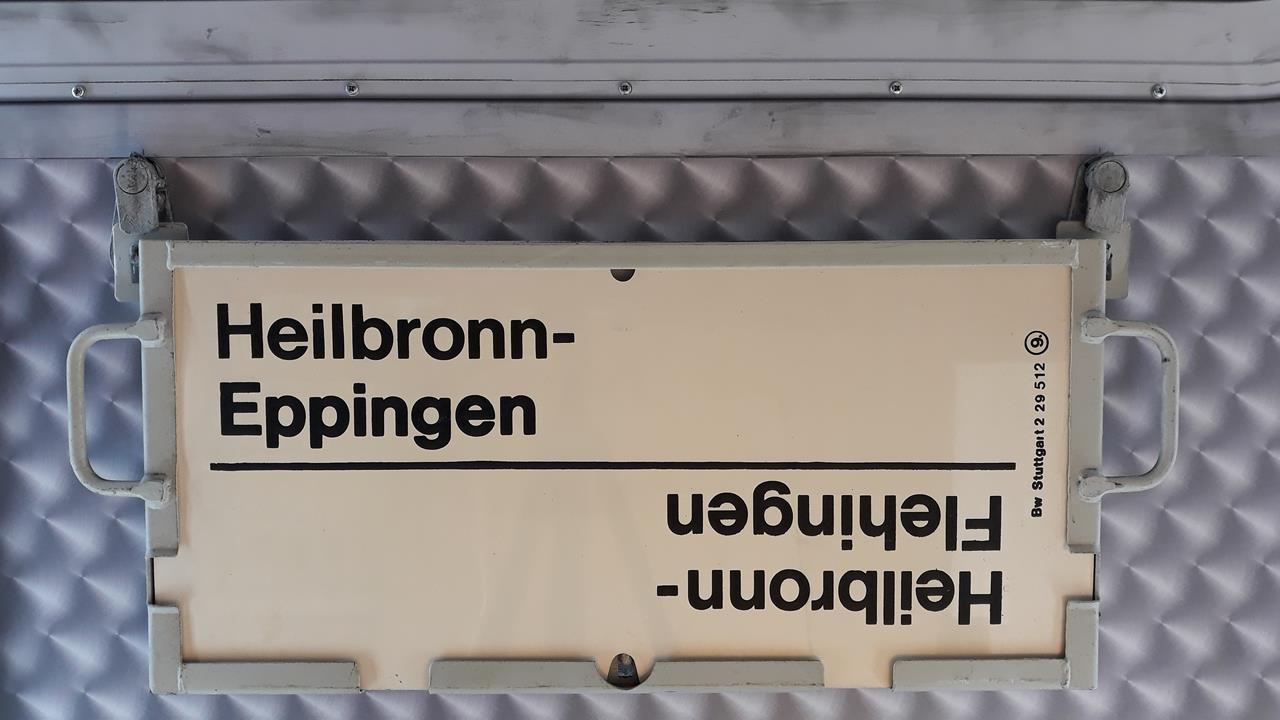 Heilbronn-
Eppingen
Heilbronn-
Flehingen
Bw Stuttgart 2 29 512 9.